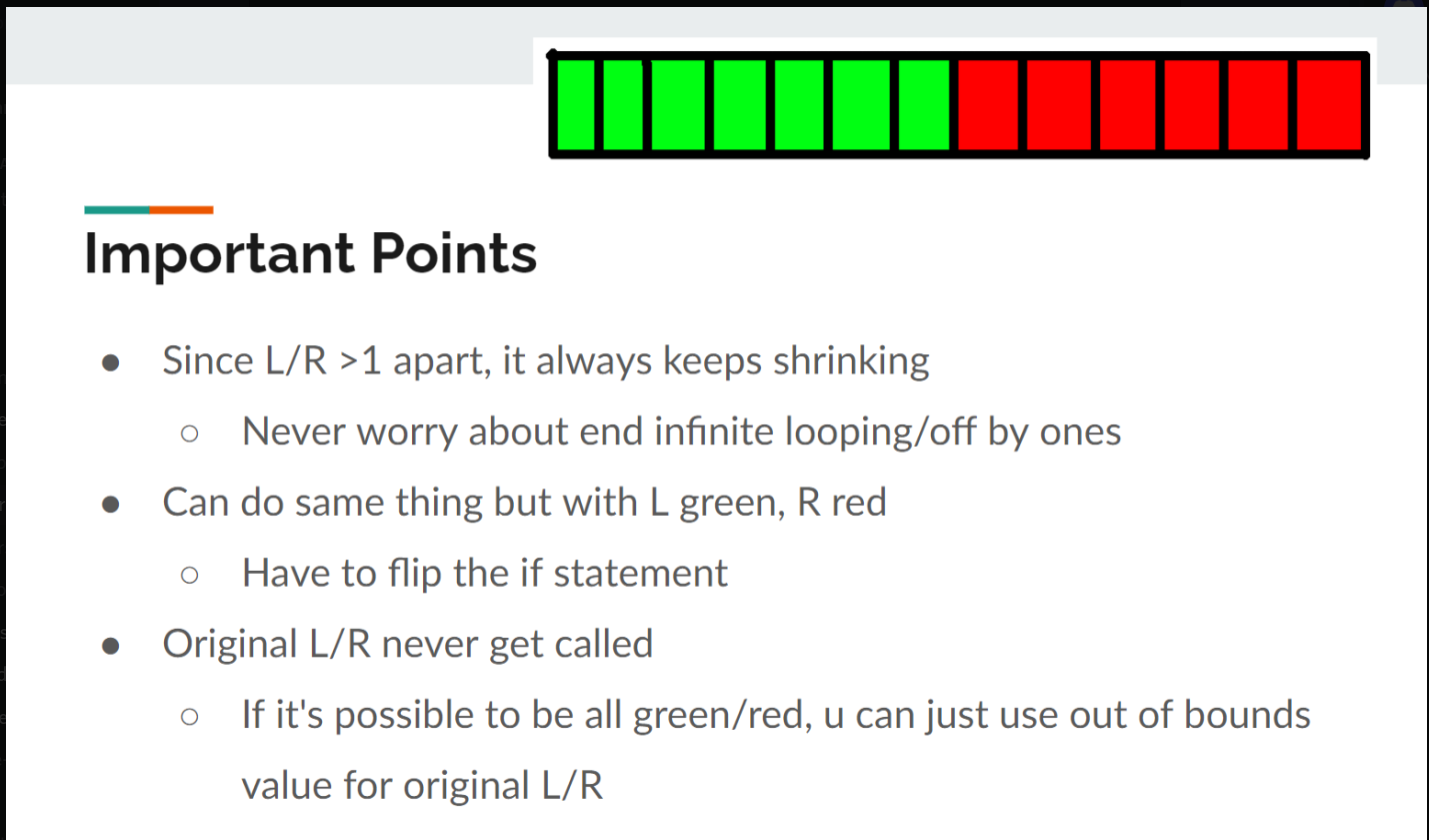 Important Points
● Since L/R >1 apart, it always keeps shrinking
○ Never worry about end infinite looping/off by ones
● Can do same thing but with L green, R red
○ Have to flip the if statement
● Original L/R never get called
○ If it's possible to be all green/red, u can just use out of bounds
value for original L/R